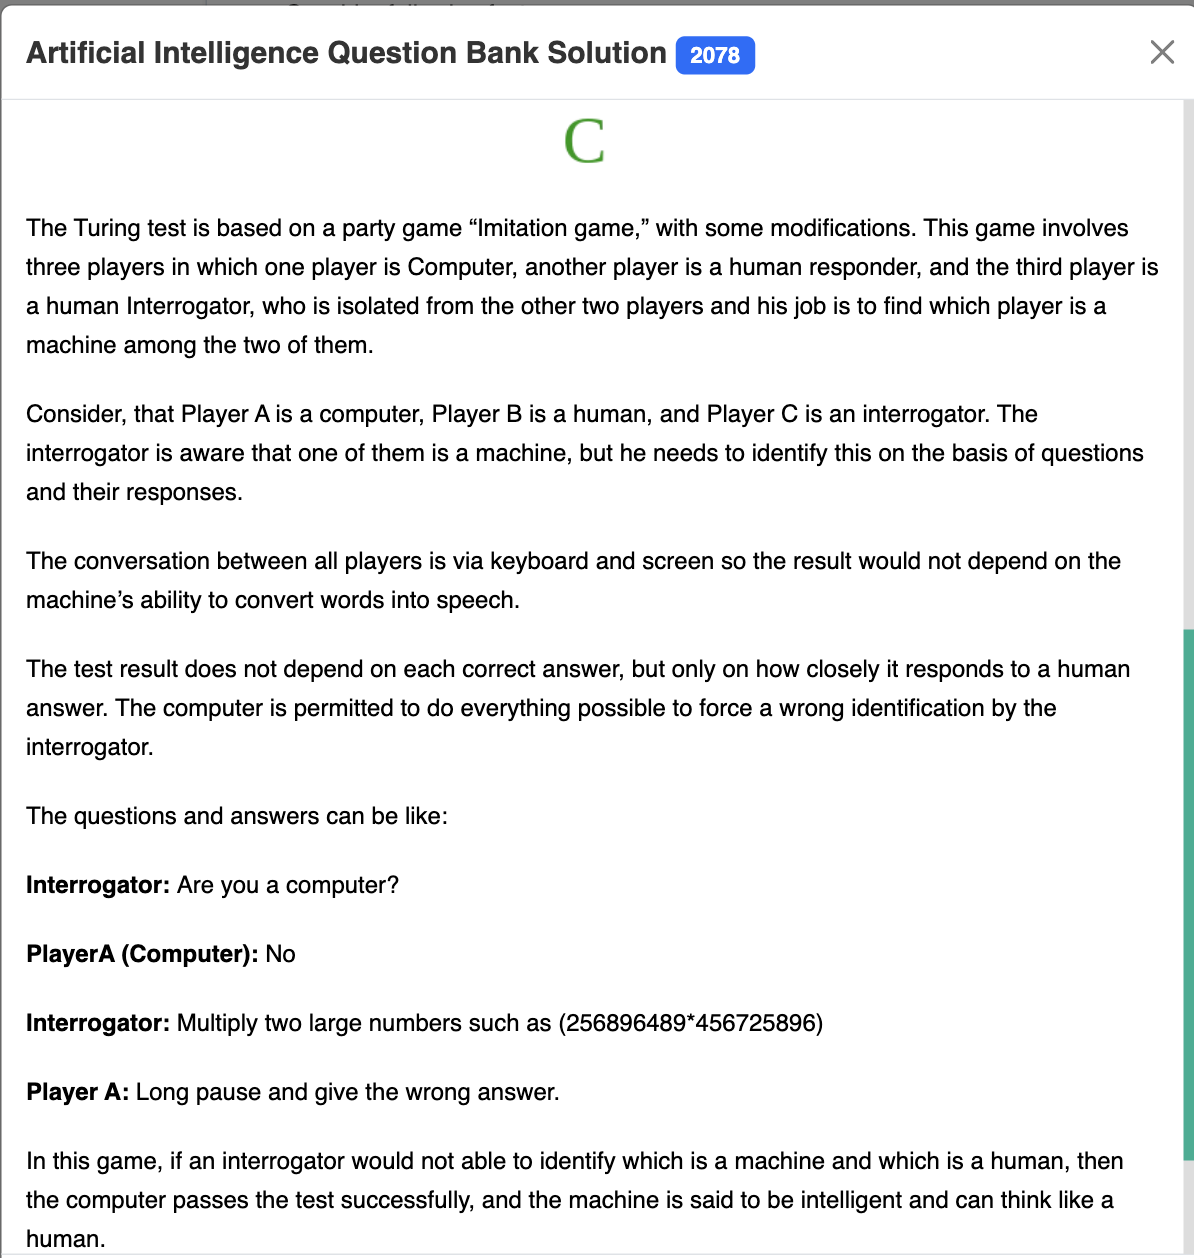 Artificial Intelligence Question Bank Solution 2078
C
The Turing test is based on a party game “Imitation game,” with some modifications. This game involves
three players in which one player is Computer, another player is a human responder, and the third player is
a human Interrogator, who is isolated from the other two players and his job is to find which player is a
machine among the two of them.
Consider, that Player A is a computer, Player B is a human, and Player C is an interrogator. The
interrogator is aware that one of them is a machine, but he needs to identify this on the basis of questions
and their responses.
The conversation between all players is via keyboard and screen so the result would not depend on the
machine’s ability to convert words into speech.
The test result does not depend on each correct answer, but only on how closely it responds to a human
answer. The computer is permitted to do everything possible to force a wrong identification by the
interrogator.
The questions and answers can be like:
Interrogator: Are you a computer?
PlayerA (Computer): No
Interrogator: Multiply two large numbers such as (256896489*456725896)
Player A: Long pause and give the wrong answer.
In this game, if an interrogator would not able to identify which is a machine and which is a human, then
the computer passes the test successfully, and the machine is said to be intelligent and can think like a
human.